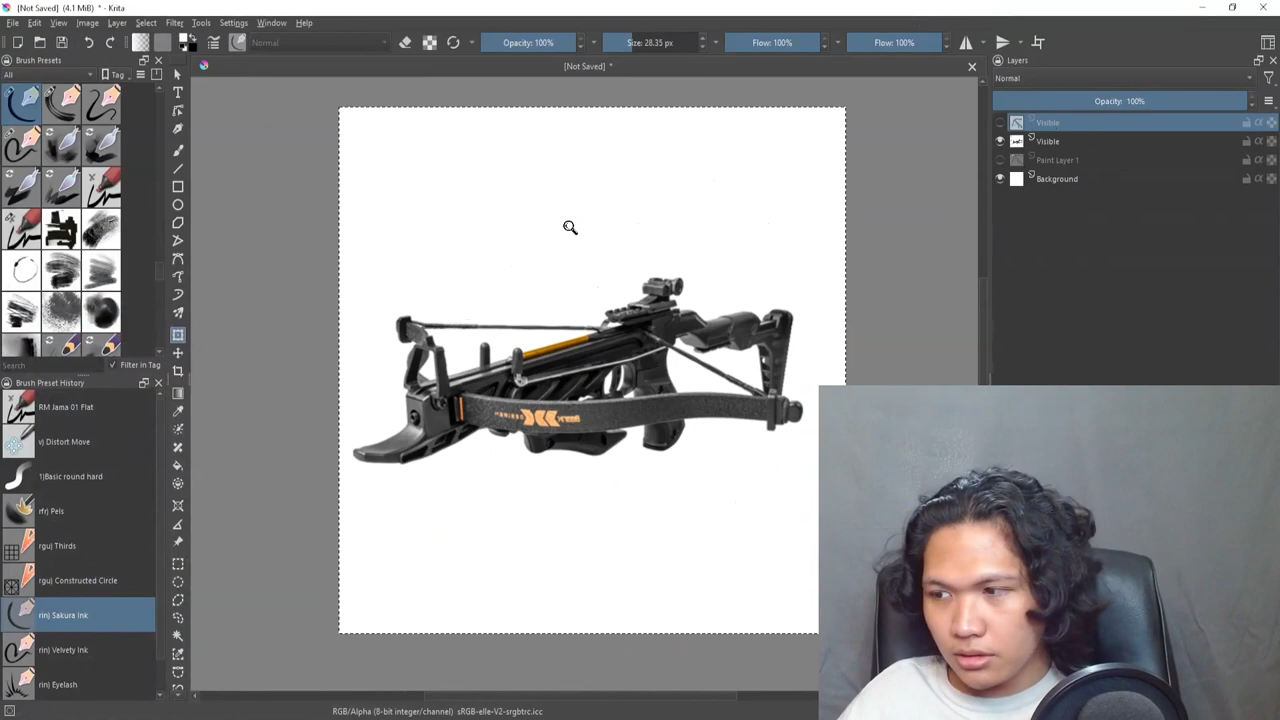 [Not Saved] (4.1 MiB) * - Krita
File Edit View Image Layer Select Filter Tools Settings Window Help
Normal Opacity: 100% Size: 28.35 px Flow: 100% Flow: 100%
Brush Presets
[Not Saved] *
Layers
All Tag
Normal
Opacity: 100%
Visible
Visible
Paint Layer 1
Background
Search Filter in Tag
Brush Preset History
RM Jama 01 Flat
v) Distort Move
1)Basic round hard
rfr) Pels
rgu) Thirds
rgu) Constructed Circle
rin) Sakura Ink
rin) Velvety Ink
rin) Eyelash
RGB/Alpha (8-bit integer/channel) sRGB-elle-V2-srgbtrc.icc